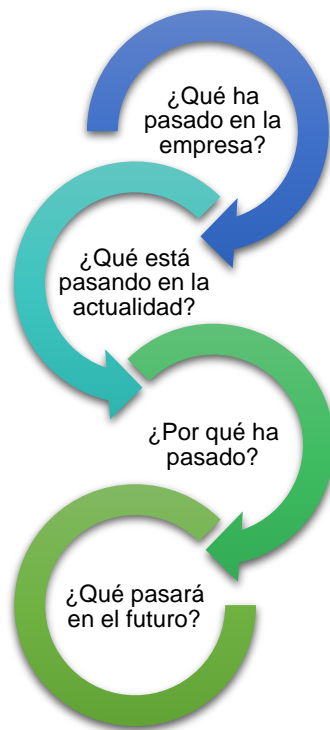 ¿Qué ha
pasado en la
empresa?
¿Qué está
pasando en la
actualidad?
¿Por qué ha
pasado?
¿Qué pasará
en el futuro?